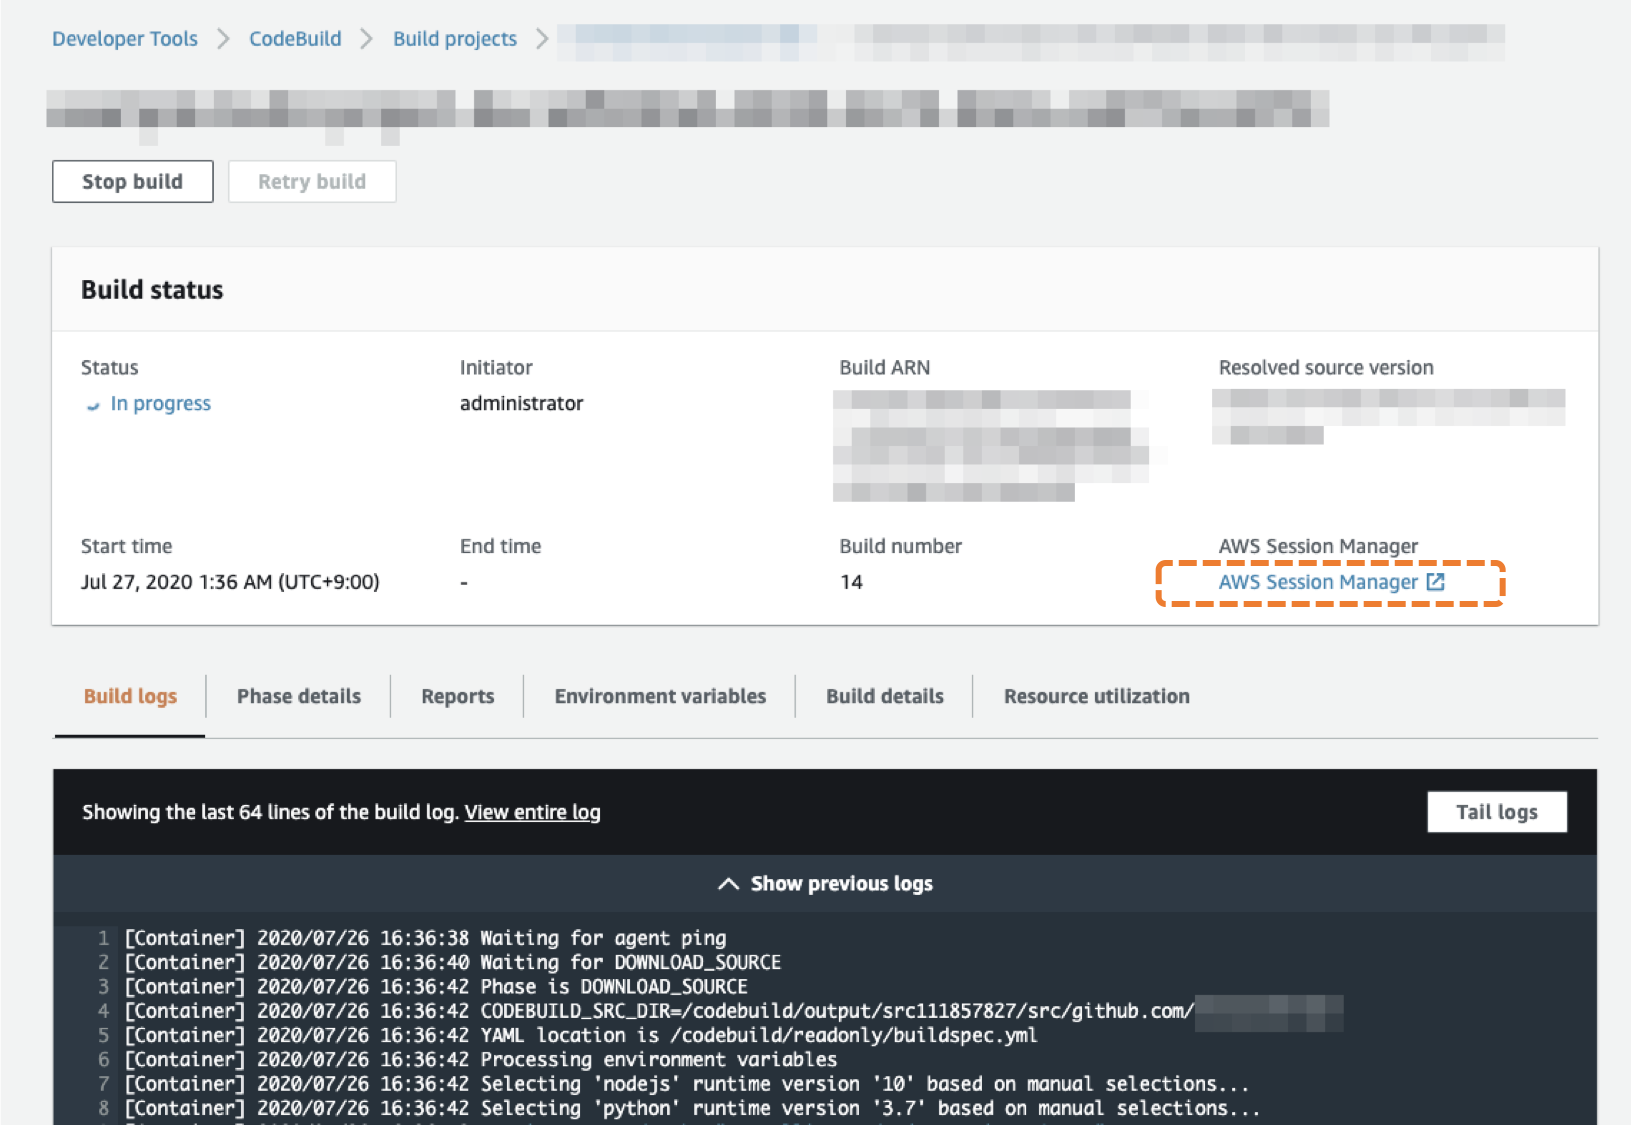 Developer Tools > CodeBuild > Build projects >
Stop build Retry build
Build status
Status Initiator Build ARN Resolved source version
In progress administrator
Start time End time Build number AWS Session Manager
Jul 27, 2020 1:36 AM (UTC+9:00) - 14 AWS Session Manager
Build logs Phase details Reports Environment variables Build details Resource utilization
Showing the last 64 lines of the build log. View entire log Tail logs
Show previous logs
1 [Container] 2020/07/26 16:36:38 Waiting for agent ping
2 [Container] 2020/07/26 16:36:40 Waiting for DOWNLOAD_SOURCE
3 [Container] 2020/07/26 16:36:42 Phase is DOWNLOAD_SOURCE
4 [Container] 2020/07/26 16:36:42 CODEBUILD_SRC_DIR=/codebuild/output/src111857827/src/github.com/
5 [Container] 2020/07/26 16:36:42 YAML location is /codebuild/readonly/buildspec.yml
6 [Container] 2020/07/26 16:36:42 Processing environment variables
7 [Container] 2020/07/26 16:36:42 Selecting 'nodejs' runtime version '10' based on manual selections...
8 [Container] 2020/07/26 16:36:42 Selecting 'python' runtime version '3.7' based on manual selections...